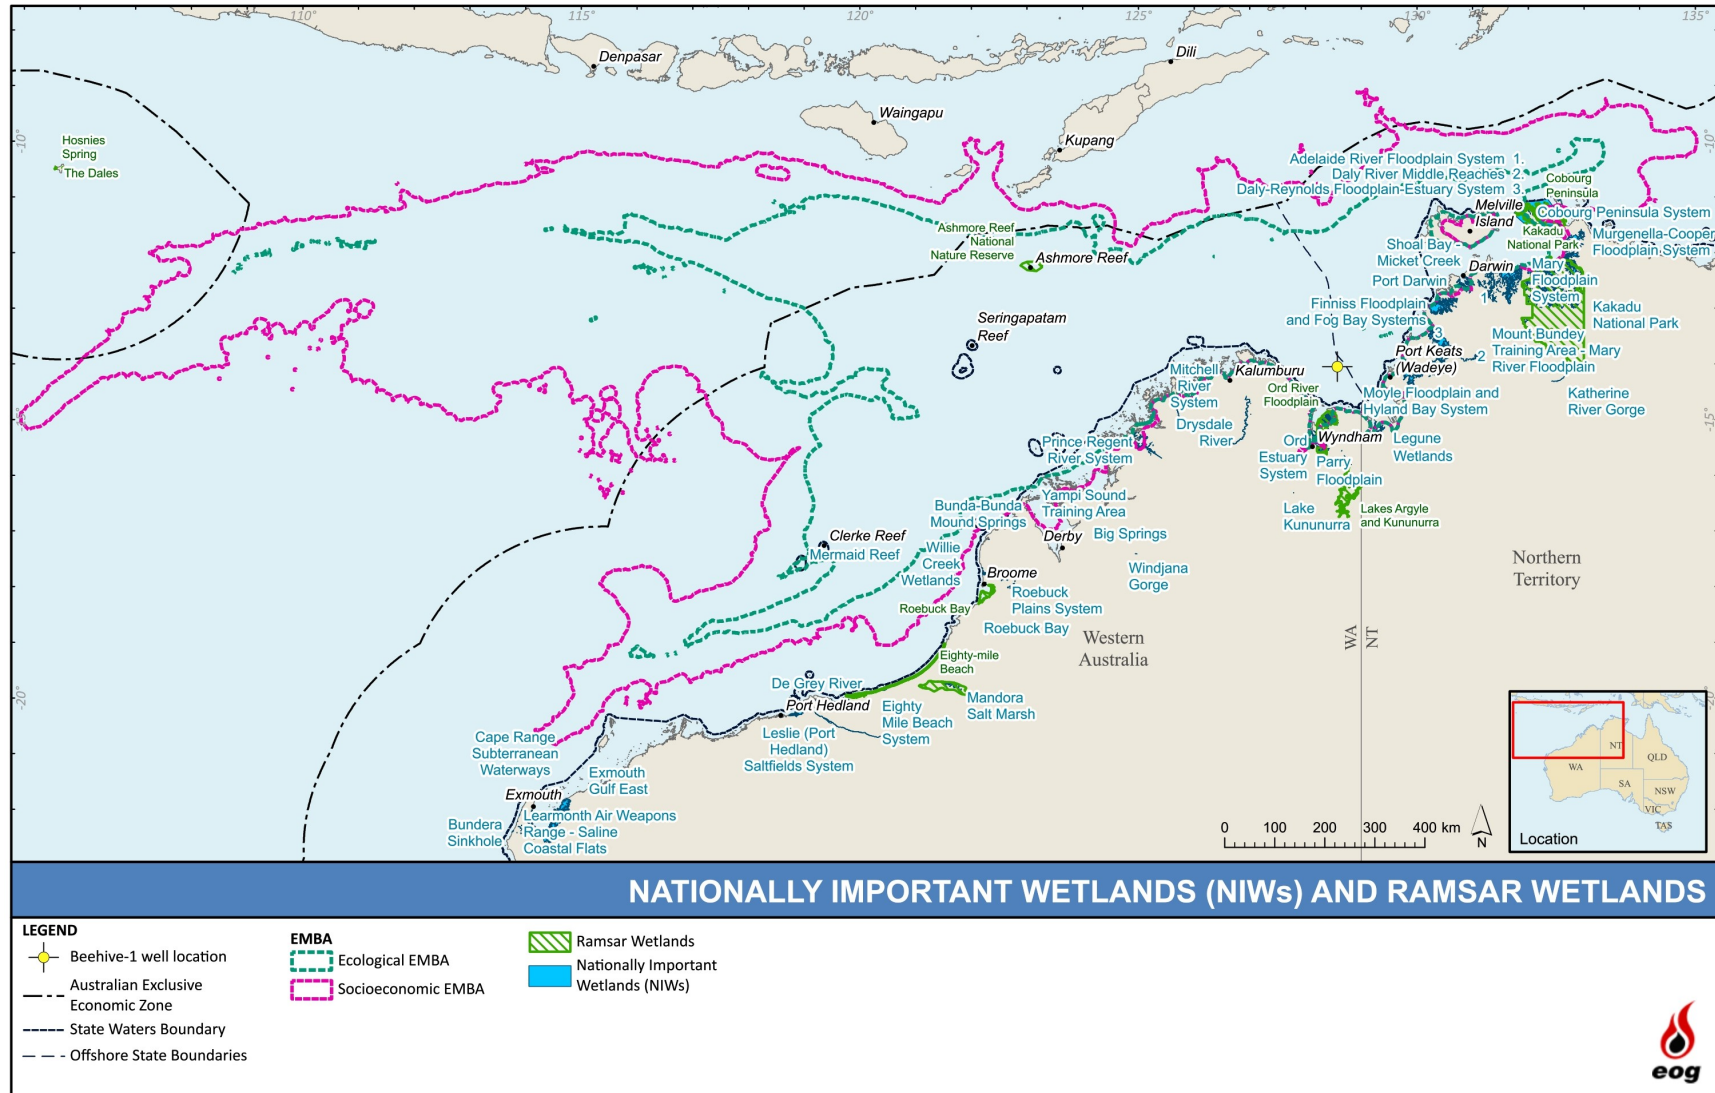 110°
115°
120°
125°
130°
135°
-10°
-10°
-15°
-20°
Denpasar
Dili
Waingapu
Kupang
Hosnies
Spring
The Dales
Adelaide River Floodplain System 1.
Daly River Middle Reaches 2.
Daly-Reynolds Floodplain-Estuary System 3.
Cobourg
Peninsula
Melville
Island
Cobourg Peninsula System
Kakadu
National Park
Murgenella-Cooper
Floodplain System
Ashmore Reef
National
Nature Reserve
Ashmore Reef
Shoal Bay -
Micket Creek
Darwin
Port Darwin
Mary
Floodplain
System
1
Finniss Floodplain
and Fog Bay Systems
Kakadu
National Park
Seringapatam
Reef
3
2
Mount Bundey
Training Area - Mary
River Floodplain
Port Keats
(Wadeye)
Mitchell
River
System
Kalumburu
Ord River
Floodplain
Moyle Floodplain and
Hyland Bay System
Katherine
River Gorge
Drysdale
River
Prince Regent
River System
Ord
Estuary
System
Wyndham
Parry
Floodplain
Legune
Wetlands
Yampi Sound
Training Area
Bunda-Bunda
Mound Springs
Lake
Kununurra
Lakes Argyle
and Kununurra
Clerke Reef
Mermaid Reef
Derby
Big Springs
Willie
Creek
Wetlands
Windjana
Gorge
Northern
Territory
Broome
Roebuck
Plains System
Roebuck Bay
Roebuck Bay
Western
Australia
WA
NT
Eighty-mile
Beach
De Grey River
Port Hedland
Mandora
Salt Marsh
Eighty
Mile Beach
System
Leslie (Port
Hedland)
Saltfields System
Cape Range
Subterranean
Waterways
Exmouth
Gulf East
Exmouth
Learmonth Air Weapons
Range - Saline
Coastal Flats
Bundera
Sinkhole
0 100 200 300 400 km
N
NT
WA
QLD
SA
NSW
VIC
TAS
Location
NATIONALLY IMPORTANT WETLANDS (NIWs) AND RAMSAR WETLANDS
LEGEND
Beehive-1 well location
Australian Exclusive
Economic Zone
State Waters Boundary
Offshore State Boundaries
EMBA
Ecological EMBA
Socioeconomic EMBA
Ramsar Wetlands
Nationally Important
Wetlands (NIWs)
eog